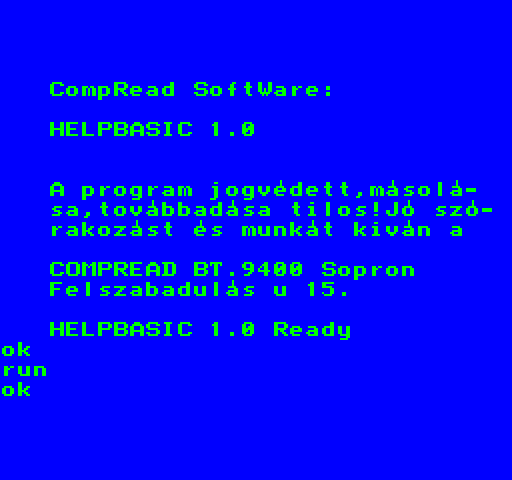 CompRead SoftWare:
HELPBASIC 1.0
A program jogvédett,másolá-
sa,továbbadása tilos!Jó szó-
rakozást és munkát kiván a
COMPREAD BT.9400 Sopron
Felszabadulás u 15.
HELPBASIC 1.0 Ready
ok
run
ok